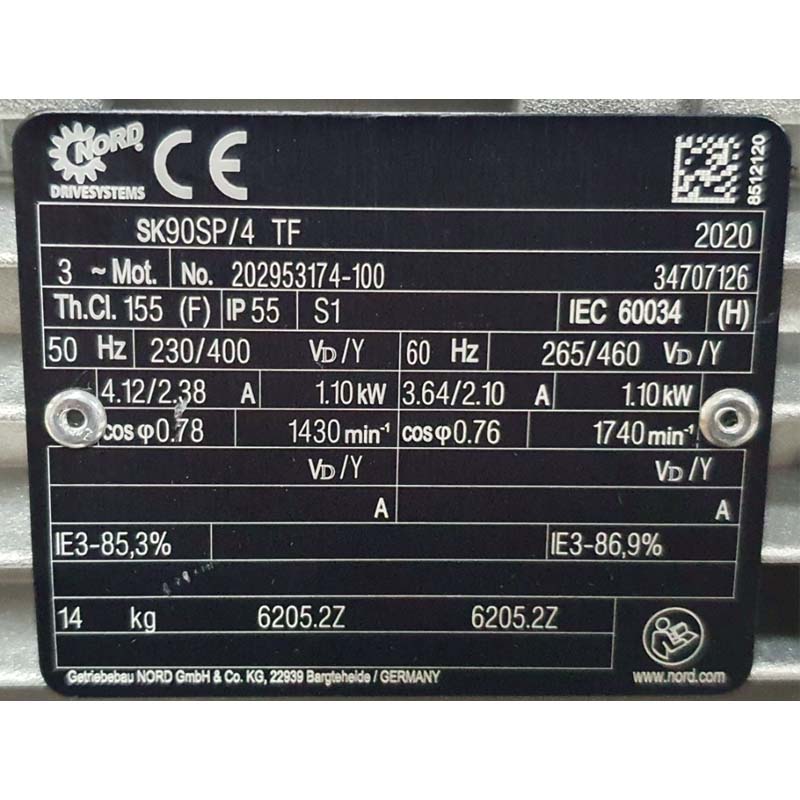 NORD
DRIVESYSTEMS
CE
8512120
SK90SP/4 TF 2020
3 ~Mot. No. 202953174-100 34707126
Th.Cl. 155 (F) IP 55 S1 IEC 60034 (H)
50 Hz 230/400 VD/Y 60 Hz 265/460 VD/Y
4.12/2.38 A 1.10 kW 3.64/2.10 A 1.10 kW
cos φ 0.78 1430 min⁻¹ cos φ 0.76 1740 min⁻¹
VD/Y VD/Y
A A
IE3-85,3% IE3-86,9%
14 kg 6205.2Z 6205.2Z
Getriebebau NORD GmbH & Co. KG, 22939 Bargteheide / GERMANY www.nord.com